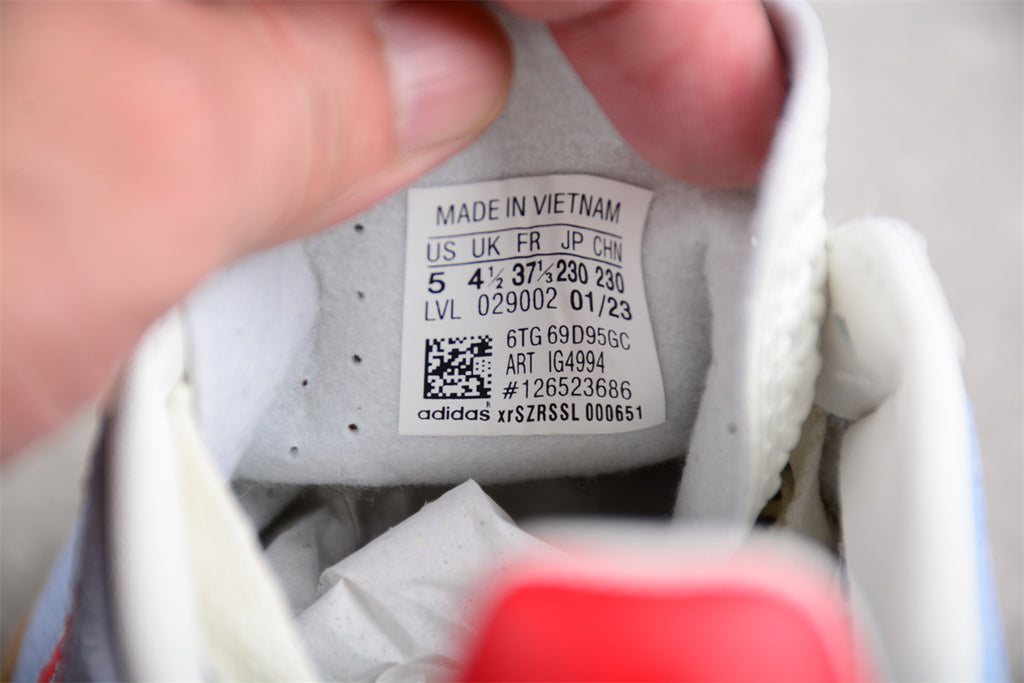 MADE IN VIETNAM
US UK FR JP CHN
5 4½ 37⅓ 230 230
LVL 029002 01/23
6TG 69D95GC
ART IG4994
#126523686
adidas® xrSZRSSL 000651